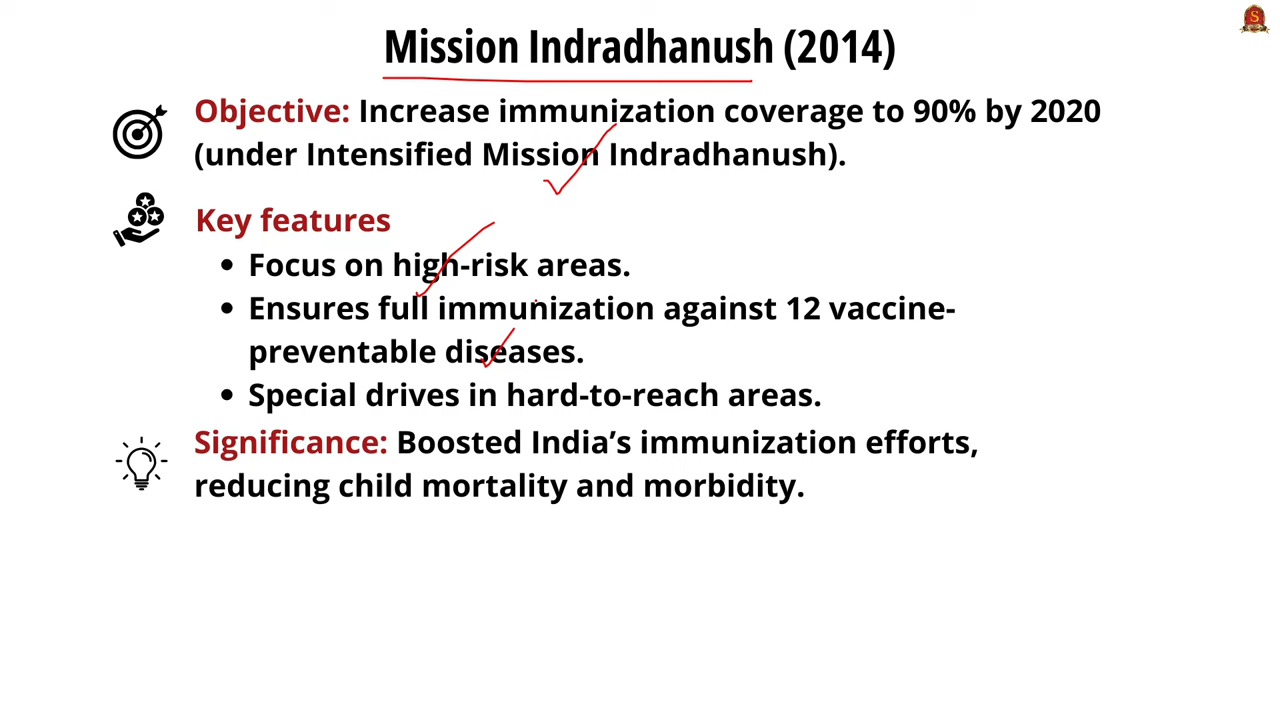 Mission Indradhanush (2014)
Objective: Increase immunization coverage to 90% by 2020
(under Intensified Mission Indradhanush).
Key features
• Focus on high-risk areas.
• Ensures full immunization against 12 vaccine-
preventable diseases.
• Special drives in hard-to-reach areas.
Significance: Boosted India’s immunization efforts,
reducing child mortality and morbidity.